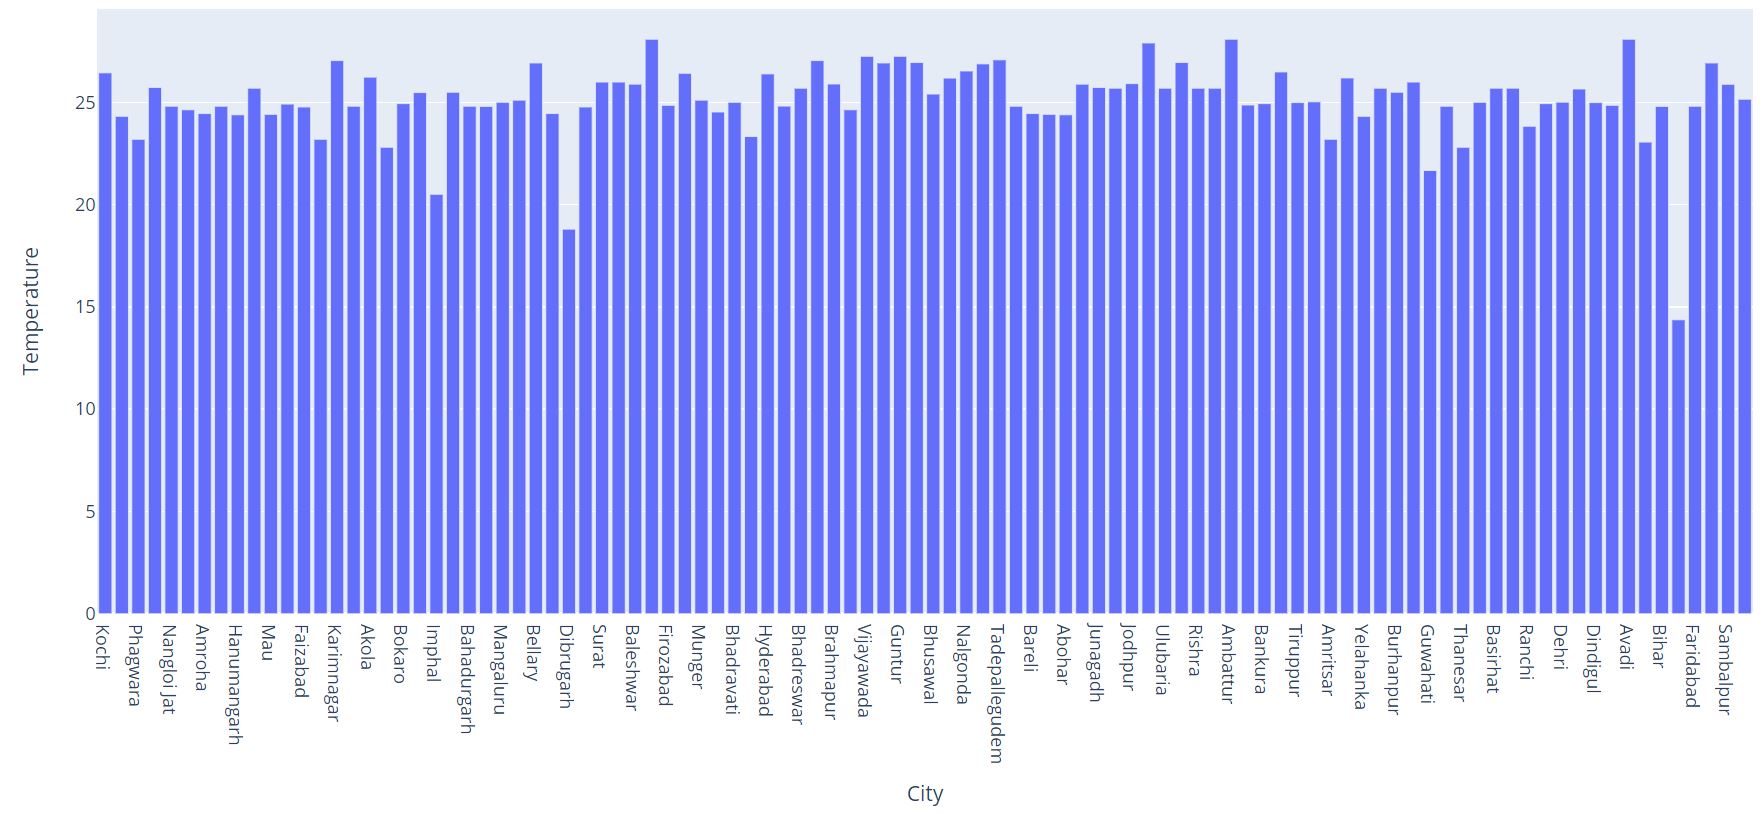 Temperature
25
20
15
10
5
0
Kochi
Phagwara
Nangloi Jat
Amroha
Hanumangarh
Mau
Faizabad
Karimnagar
Akola
Bokaro
Imphal
Bahadurgarh
Mangaluru
Bellary
Dibrugarh
Surat
Baleshwar
Firozabad
Munger
Bhadravati
Hyderabad
Bhadreswar
Brahmapur
Vijayawada
Guntur
Bhusawal
Nalgonda
Tadepallegudem
Bareli
Abohar
Junagadh
Jodhpur
Ulubaria
Rishra
Ambattur
Bankura
Tiruppur
Amritsar
Yelahanka
Burhanpur
Guwahati
Thanesar
Basirhat
Ranchi
Dehri
Dindigul
Avadi
Bihar
Faridabad
Sambalpur
City